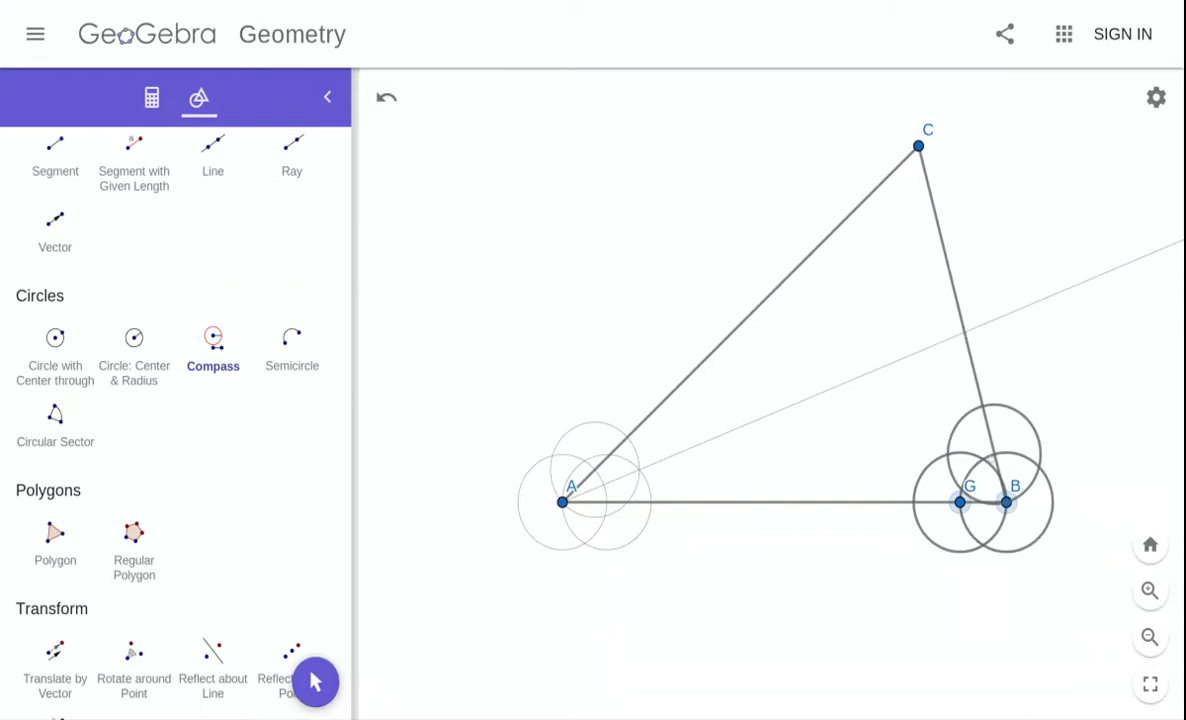 GeoGebra Geometry
SIGN IN
Segment
Segment with
Given Length
Line
Ray
Vector
Circles
Circle with
Center through
Circle: Center
& Radius
Compass
Semicircle
Circular Sector
Polygons
Polygon
Regular
Polygon
Transform
Translate by
Vector
Rotate around
Point
Reflect about
Line
Reflect
Po
C
A
G
B